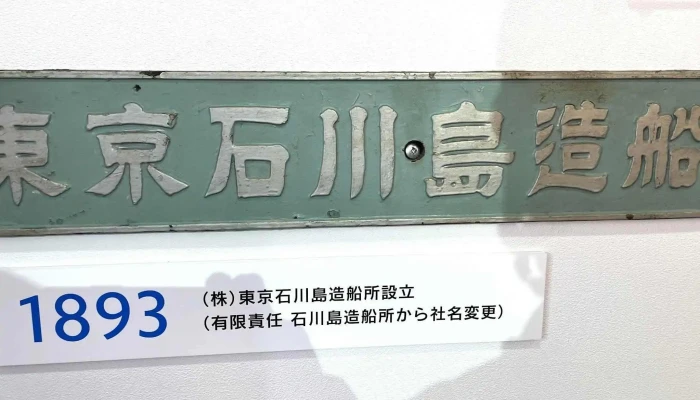 東京石川島造船
1893
（株）東京石川島造船所設立
（有限責任 石川島造船所から社名変更）